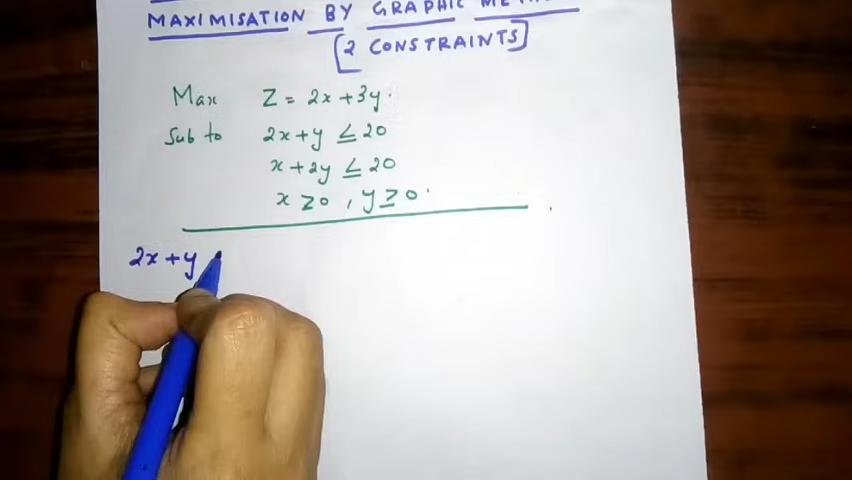 MAXIMISATION BY GRAPHIC
[2 CONSTRAINTS]
Max Z = 2x+3y.
Sub to 2x+y ≤ 20
x + 2y ≤ 20
x ≥ 0 , y ≥ 0.
2x + y